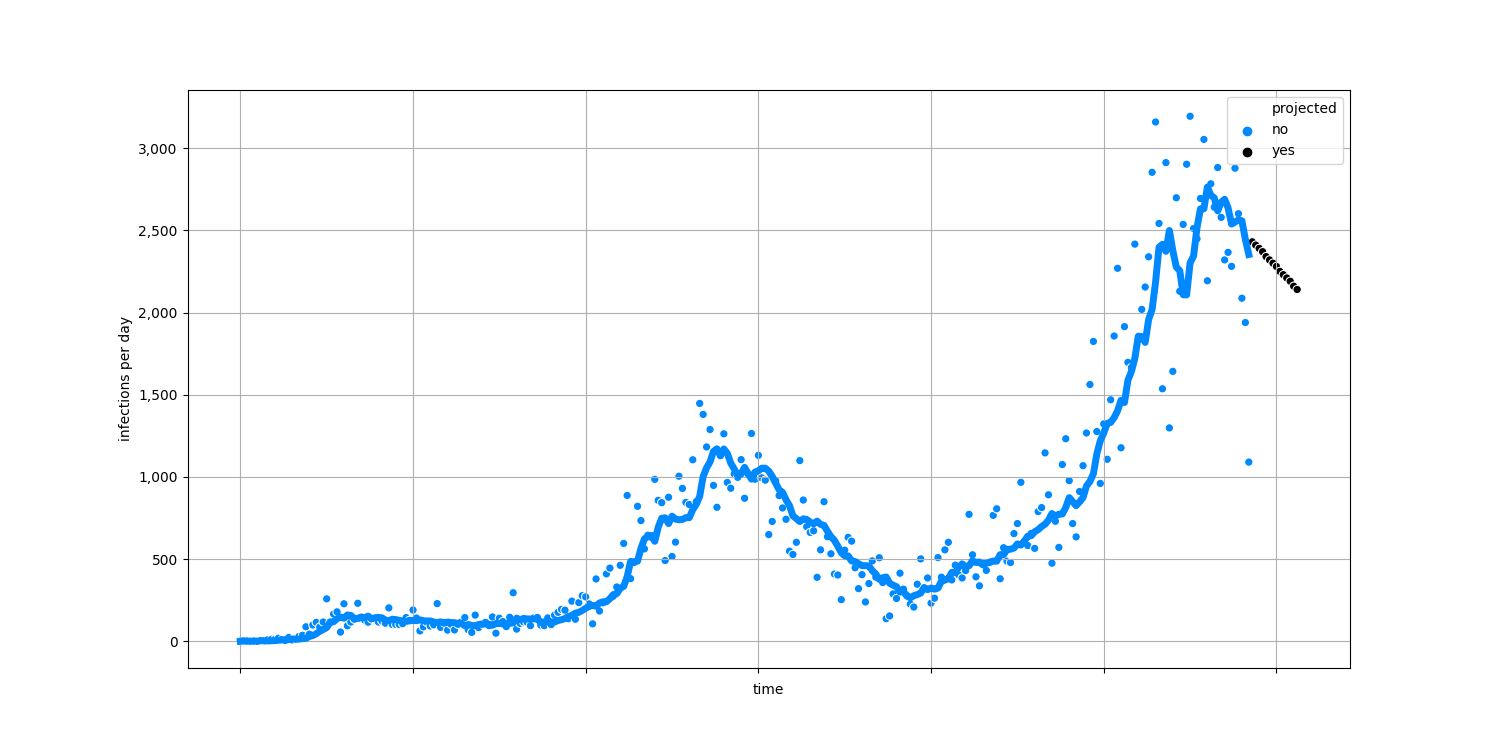 projected
no
yes
3,000
2,500
2,000
1,500
1,000
500
0
infections per day
time